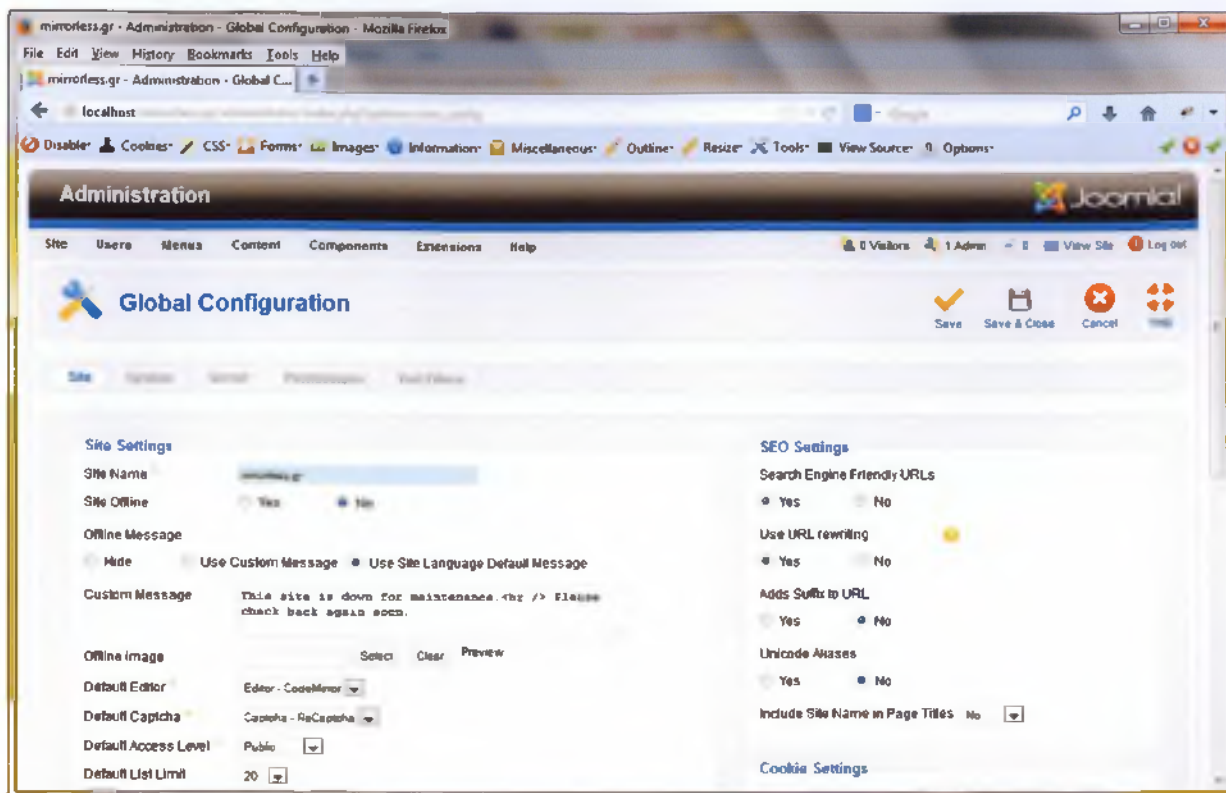 mirrorless.gr - Administration - Global Configuration - Mozilla Firefox
File Edit View History Bookmarks Tools Help
mirrorless.gr - Administration - Global C...
localhost
Disable Cookies CSS Forms Images Information Miscellaneous Outline Resize Tools View Source Options
Administration
Joomla!
Site Users Menus Content Components Extensions Help
0 Visitors 1 Admin 0 View Site Log out
Global Configuration
Save Save & Close Cancel
Site
Site Settings
Site Name
Site Offline Yes No
Offline Message
Hide Use Custom Message Use Site Language Default Message
Custom Message This site is down for maintenance.<br /> Please
check back again soon.
Offline Image Select Clear Preview
Default Editor Editor - CodeMirror
Default Captcha Captcha - ReCaptcha
Default Access Level Public
Default List Limit 20
SEO Settings
Search Engine Friendly URLs
Yes No
Use URL rewriting
Yes No
Adds Suffix to URL
Yes No
Unicode Aliases
Yes No
Include Site Name in Page Titles No
Cookie Settings